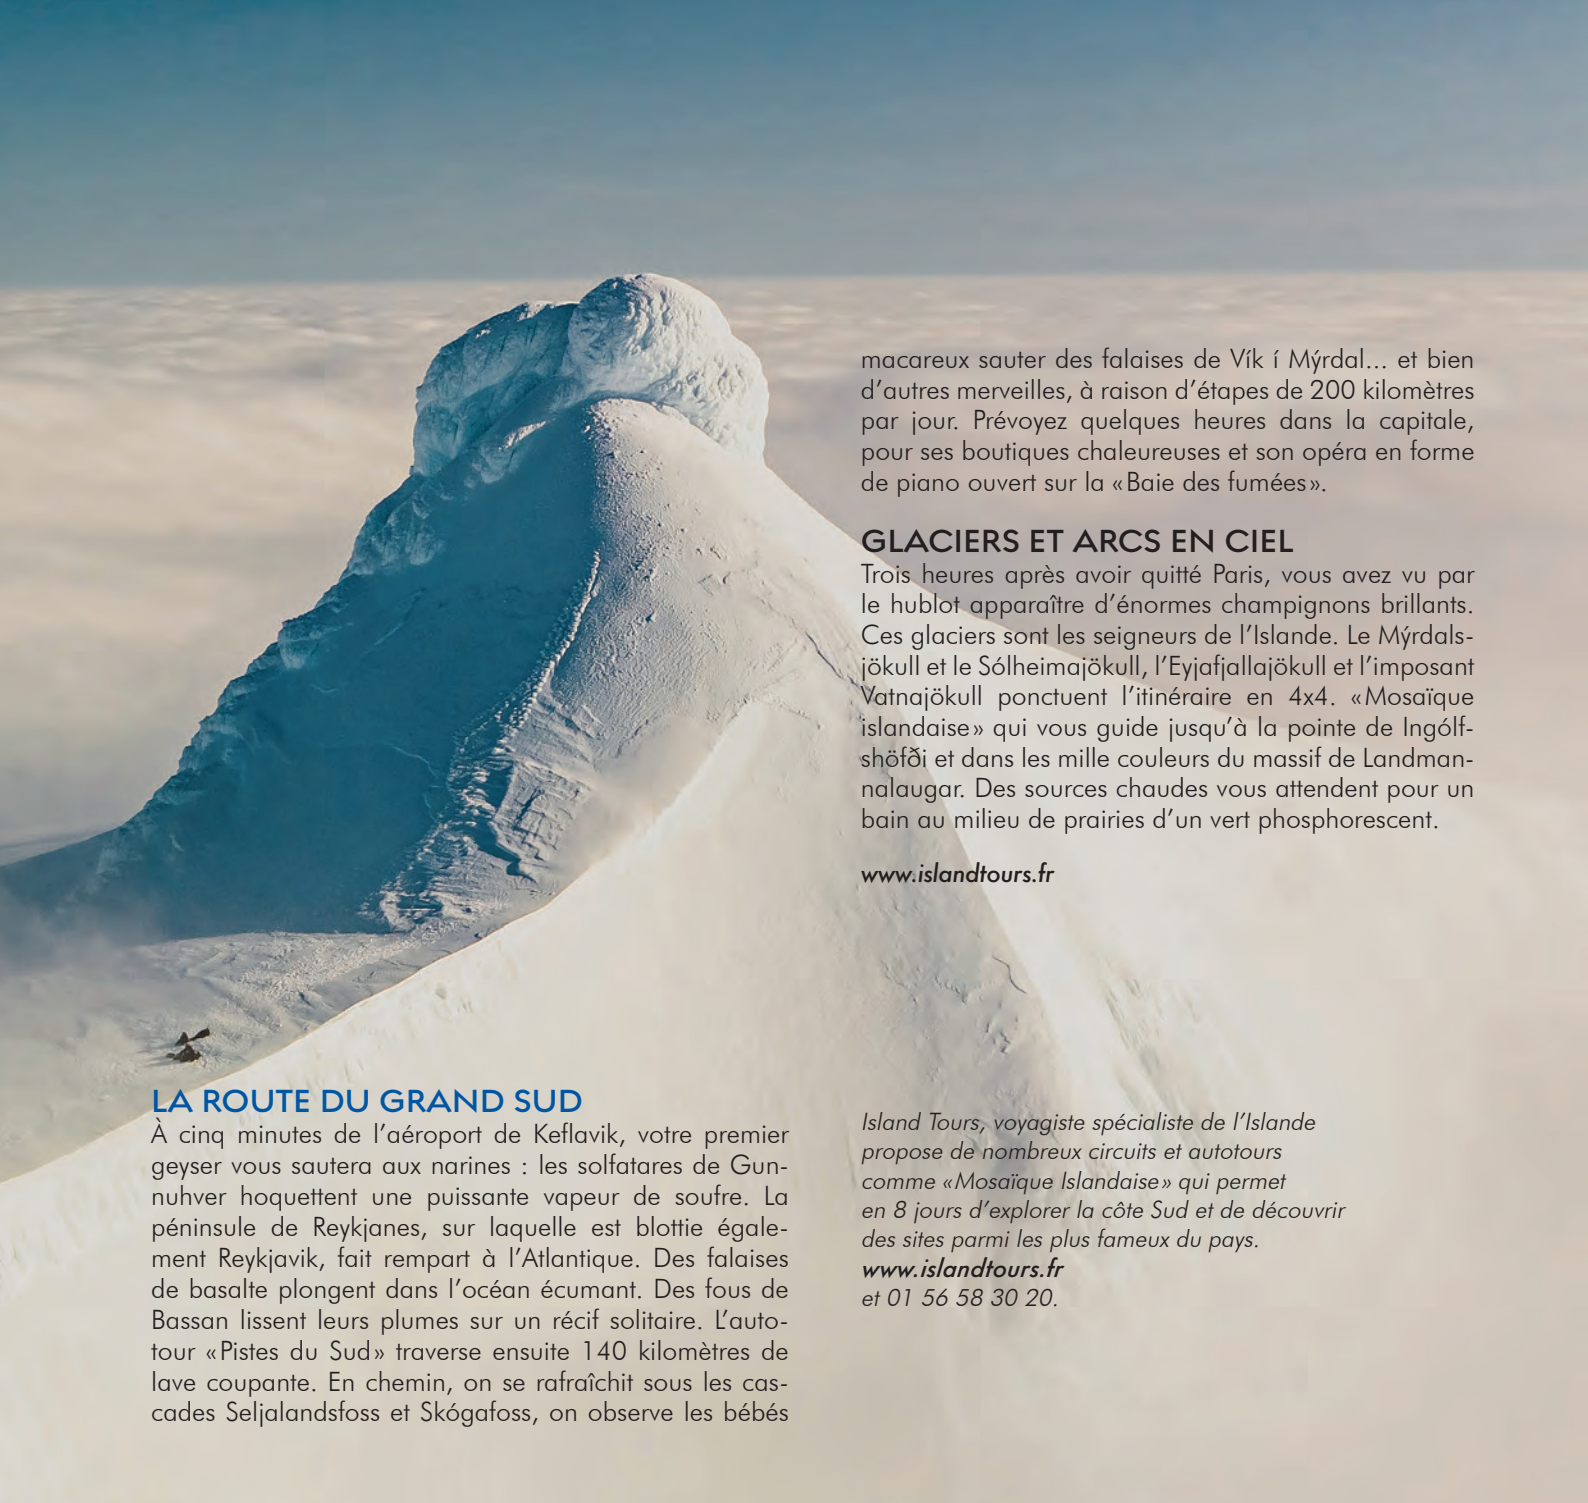 LA ROUTE DU GRAND SUD
À cinq minutes de l’aéroport de Keflavik, votre premier
geyser vous sautera aux narines : les solfatares de Gun-
nuhver hoquettent une puissante vapeur de soufre. La
péninsule de Reykjanes, sur laquelle est blottie égale-
ment Reykjavik, fait rempart à l’Atlantique. Des falaises
de basalte plongent dans l’océan écumant. Des fous de
Bassan lissent leurs plumes sur un récif solitaire. L’auto-
tour «Pistes du Sud» traverse ensuite 140 kilomètres de
lave coupante. En chemin, on se rafraîchit sous les cas-
cades Seljalandsfoss et Skógafoss, on observe les bébés
macareux sauter des falaises de Vík í Mýrdal... et bien
d’autres merveilles, à raison d’étapes de 200 kilomètres
par jour. Prévoyez quelques heures dans la capitale,
pour ses boutiques chaleureuses et son opéra en forme
de piano ouvert sur la «Baie des fumées».
GLACIERS ET ARCS EN CIEL
Trois heures après avoir quitté Paris, vous avez vu par
le hublot apparaître d’énormes champignons brillants.
Ces glaciers sont les seigneurs de l’Islande. Le Mýrdals-
jökull et le Sólheimajökull, l’Eyjafjallajökull et l’imposant
Vatnajökull ponctuent l’itinéraire en 4x4. «Mosaïque
islandaise» qui vous guide jusqu’à la pointe de Ingólf-
shöfði et dans les mille couleurs du massif de Landman-
nalaugar. Des sources chaudes vous attendent pour un
bain au milieu de prairies d’un vert phosphorescent.
www.islandtours.fr
Island Tours, voyagiste spécialiste de l’Islande
propose de nombreux circuits et autotours
comme «Mosaïque Islandaise» qui permet
en 8 jours d’explorer la côte Sud et de découvrir
des sites parmi les plus fameux du pays.
www.islandtours.fr
et 01 56 58 30 20.